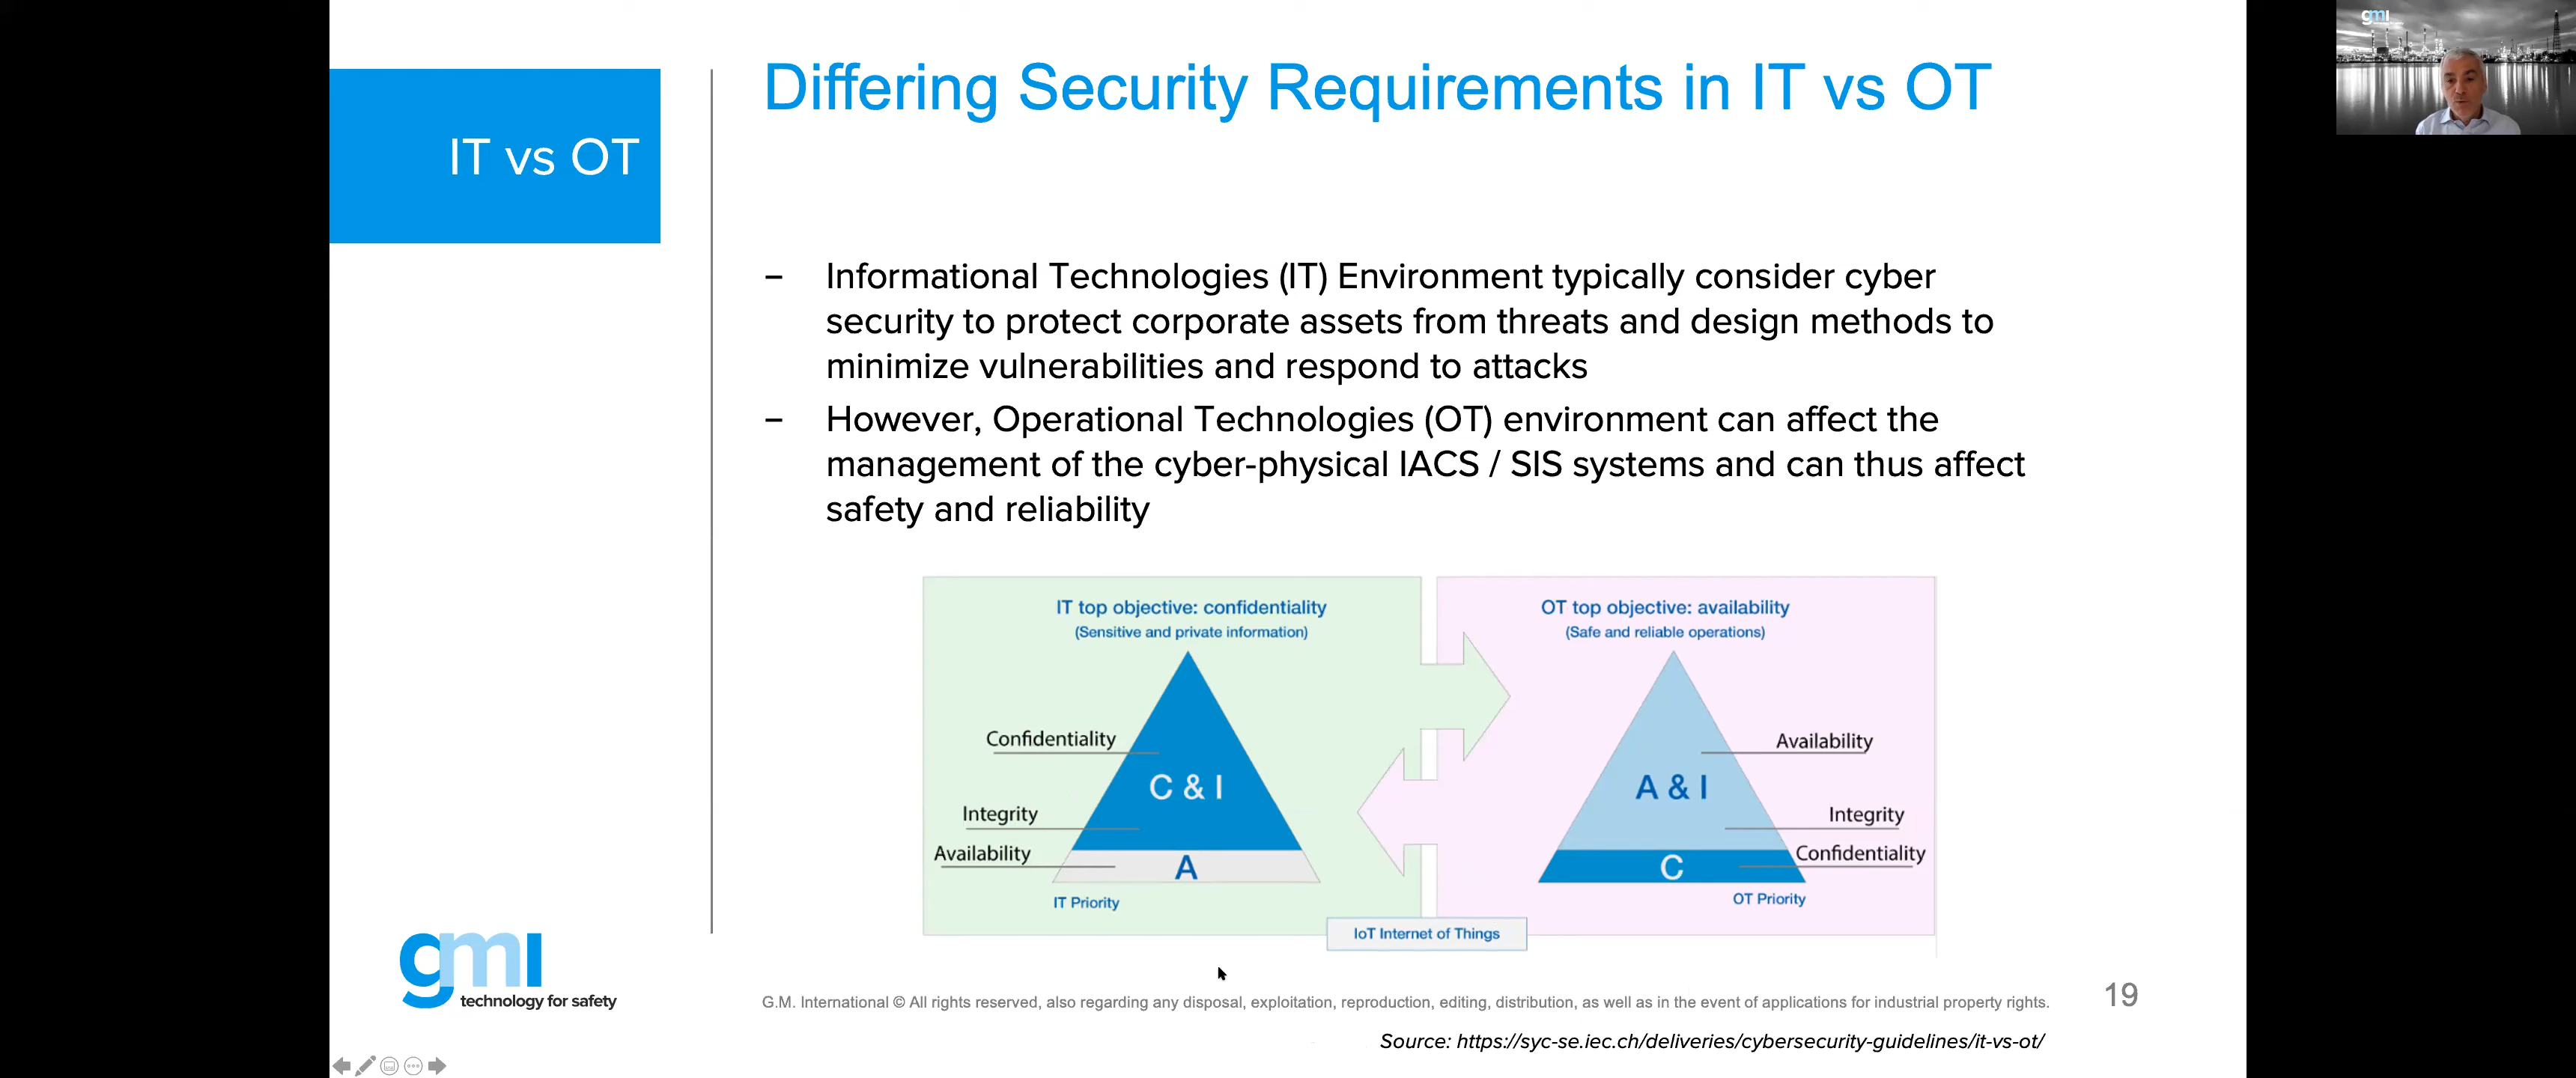 gmi
IT vs OT
Differing Security Requirements in IT vs OT
– Informational Technologies (IT) Environment typically consider cyber
security to protect corporate assets from threats and design methods to
minimize vulnerabilities and respond to attacks
– However, Operational Technologies (OT) environment can affect the
management of the cyber-physical IACS / SIS systems and can thus affect
safety and reliability
IT top objective: confidentiality
(Sensitive and private information)
Confidentiality
C & I
Integrity
Availability
A
IT Priority
OT top objective: availability
(Safe and reliable operations)
Availability
A & I
Integrity
Confidentiality
C
OT Priority
IoT Internet of Things
gmi
technology for safety
G.M. International © All rights reserved, also regarding any disposal, exploitation, reproduction, editing, distribution, as well as in the event of applications for industrial property rights.
19
Source: https://syc-se.iec.ch/deliveries/cybersecurity-guidelines/it-vs-ot/